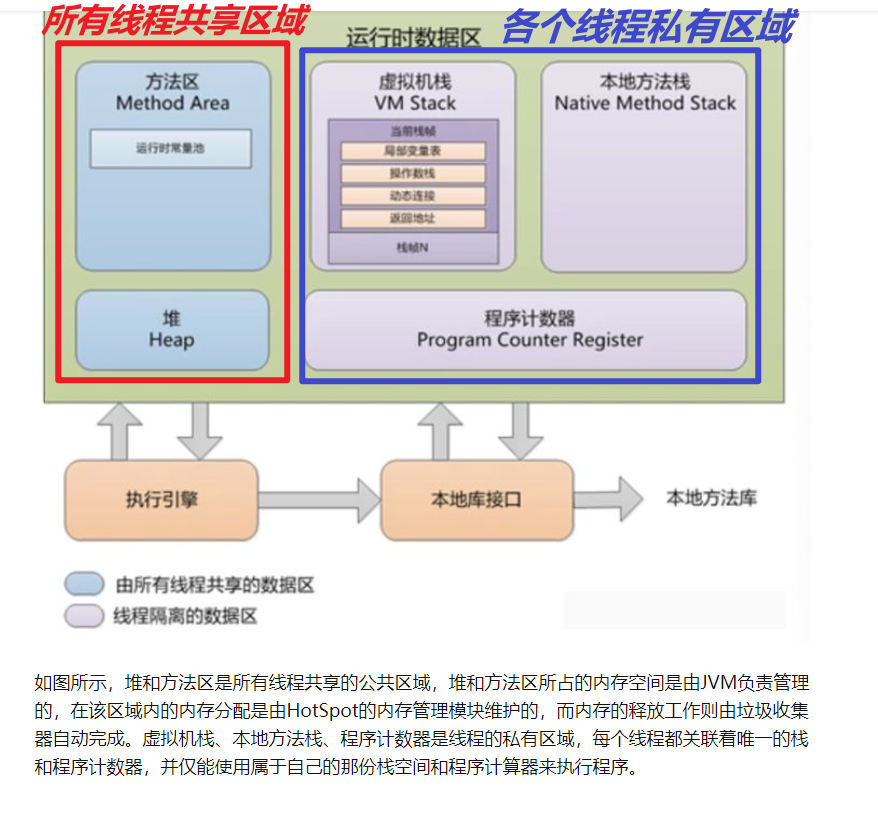 所有线程共享区域
运行时数据区
各个线程私有区域
方法区
Method Area
运行时常量池
堆
Heap
虚拟机栈
VM Stack
当前栈帧
局部变量表
操作数栈
动态连接
返回地址
栈帧N
本地方法栈
Native Method Stack
程序计数器
Program Counter Register
执行引擎
本地库接口
本地方法库
由所有线程共享的数据区
线程隔离的数据区
如图所示，堆和方法区是所有线程共享的公共区域，堆和方法区所占的内存空间是由JVM负责管理
的，在该区域内的内存分配是由HotSpot的内存管理模块维护的，而内存的释放工作则由垃圾收集
器自动完成。虚拟机栈、本地方法栈、程序计数器是线程的私有区域，每个线程都关联着唯一的栈
和程序计数器，并仅能使用属于自己的那份栈空间和程序计算器来执行程序。